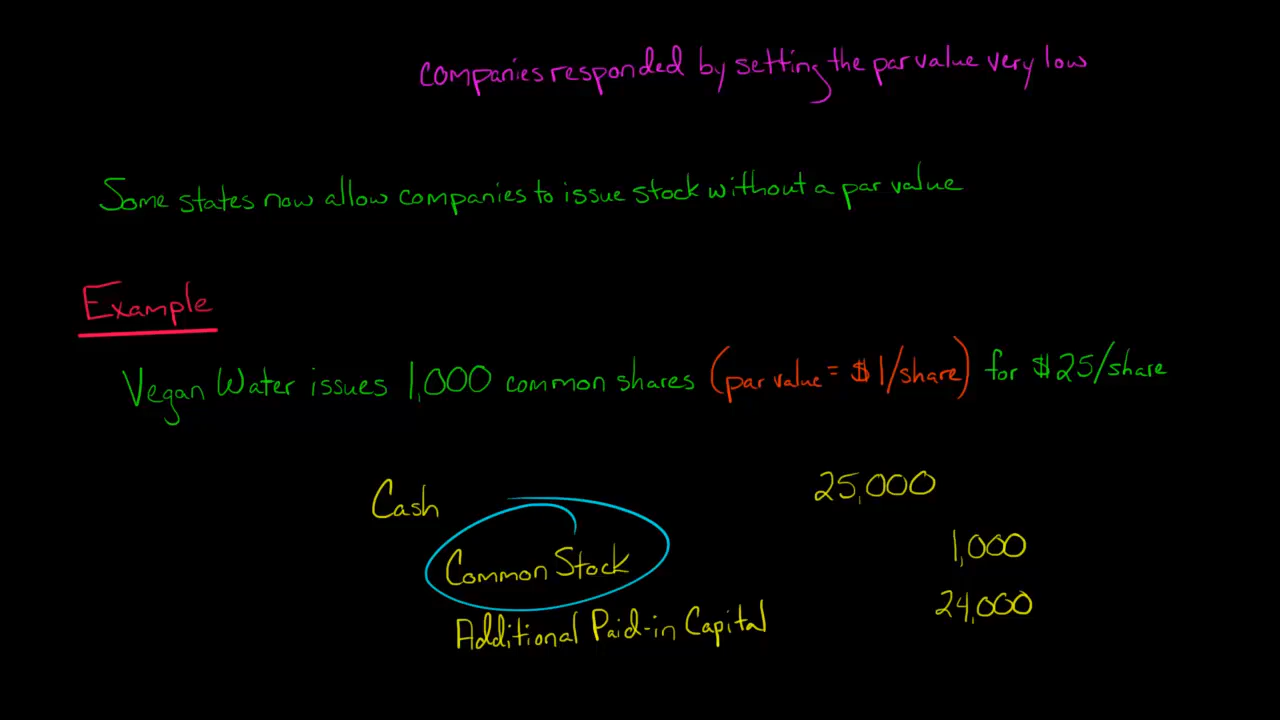 companies responded by setting the par value very low
Some states now allow companies to issue stock without a par value
Example
Vegan Water issues 1,000 common shares (par value = $1/share) for $25/share
Cash 25,000
Common Stock 1,000
Additional Paid-in Capital 24,000